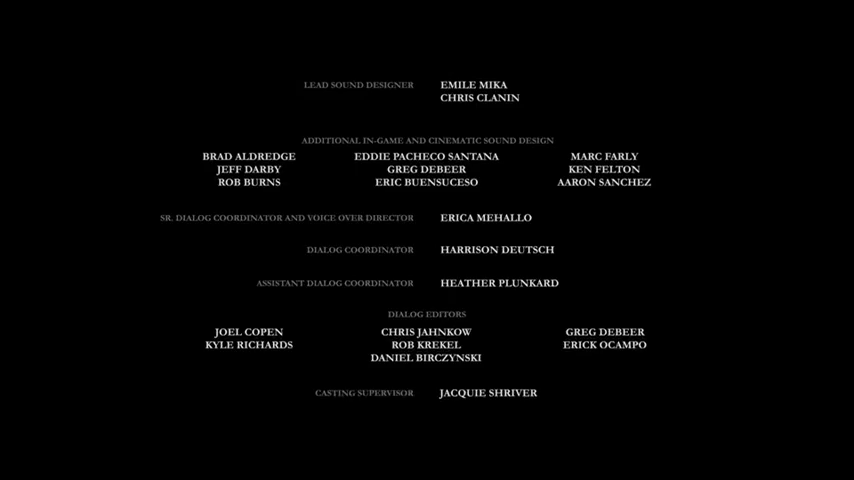 LEAD SOUND DESIGNER EMILE MIKA
CHRIS CLANIN
ADDITIONAL IN-GAME AND CINEMATIC SOUND DESIGN
BRAD ALDREDGE EDDIE PACHECO SANTANA MARC FARLY
JEFF DARBY GREG DEBEER KEN FELTON
ROB BURNS ERIC BUENSUCESO AARON SANCHEZ
SR. DIALOG COORDINATOR AND VOICE OVER DIRECTOR ERICA MEHALLO
DIALOG COORDINATOR HARRISON DEUTSCH
ASSISTANT DIALOG COORDINATOR HEATHER PLUNKARD
DIALOG EDITORS
JOEL COPEN CHRIS JAHNKOW GREG DEBEER
KYLE RICHARDS ROB KREKEL ERICK OCAMPO
DANIEL BIRCZYNSKI
CASTING SUPERVISOR JACQUIE SHRIVER